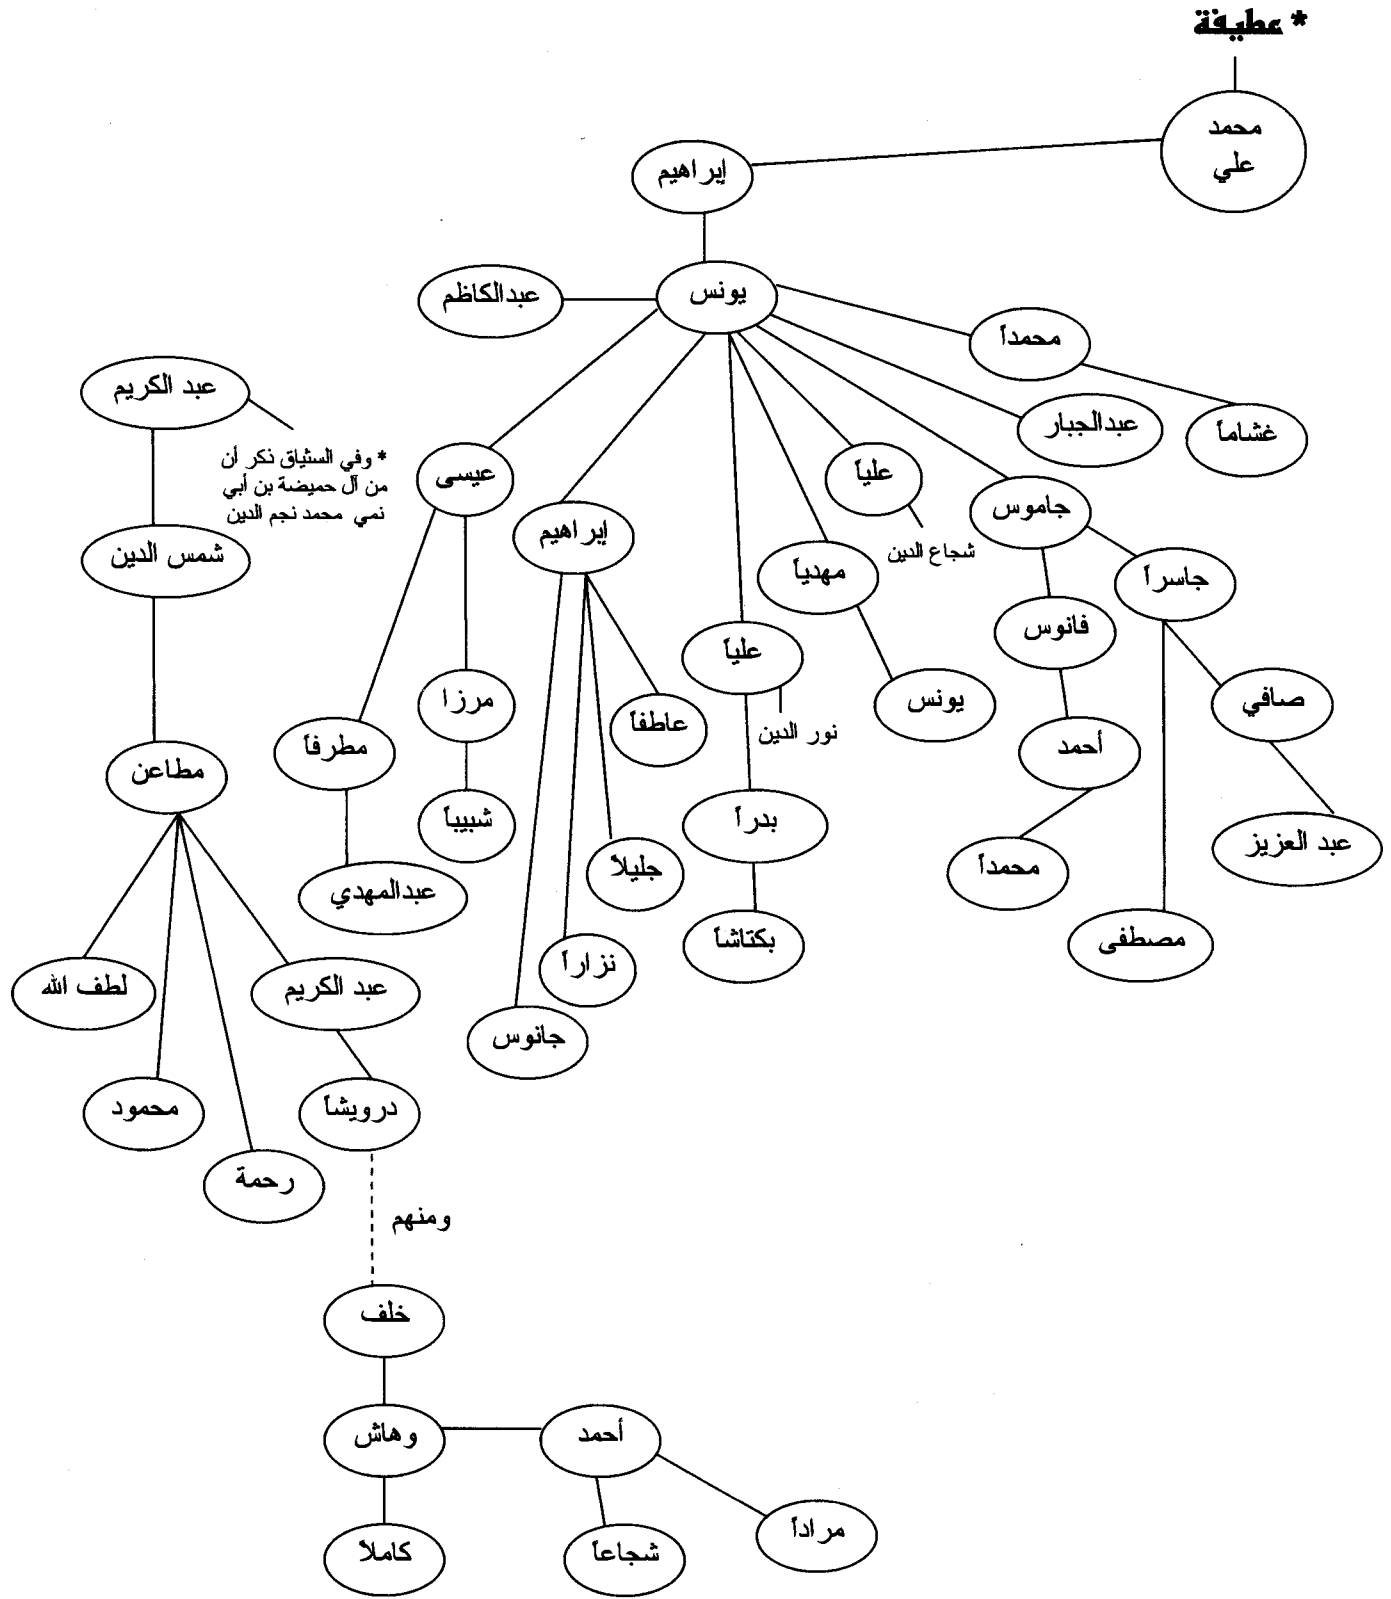 * عطيفة
محمد
علي
إبراهيم
يونس
عبدالكاظم
محمداً
غشاماً
عبدالجبار
عبد الكريم
* وفي السثياق ذكر أن
من آل حميضة بن أبي
نمي محمد نجم الدين
عيسى
علياً
شجاع الدين
جاموس
إبراهيم
شمس الدين
مهدياً
جاسراً
فانوس
علياً
نور الدين
مرزا
عاطفاً
يونس
صافي
مطرفاً
أحمد
مطاعن
شبيباً
بدراً
عبد العزيز
جليلاً
محمداً
عبدالمهدي
بكتاشاً
مصطفى
نزاراً
لطف الله
عبد الكريم
جانوس
محمود
درويشاً
رحمة
ومنهم
خلف
وهاش
أحمد
مراداً
كاملاً
شجاعاً